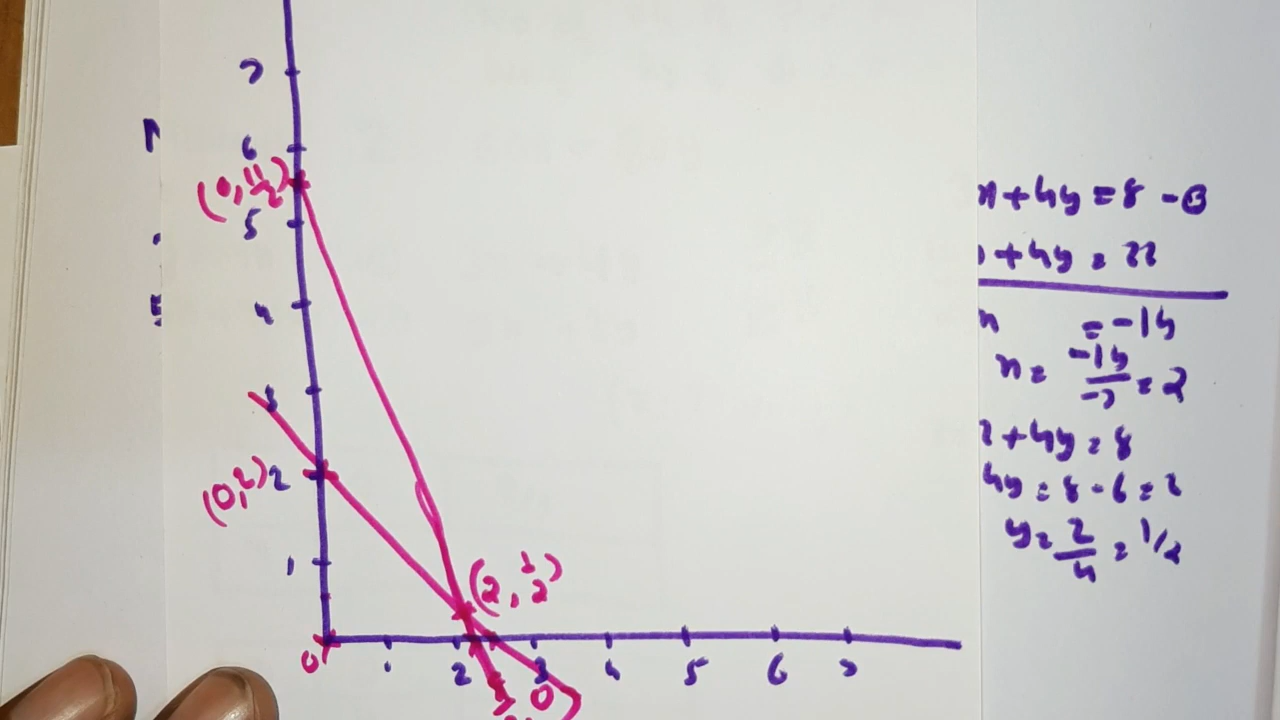 7
6
(0, 11/2)
5
4
3
(0, 2) 2
1
(2, 1/2)
0 1 2 3 4 5 6 7
x+4y=8 -③
+4y=22
x =-14
x= -14/-7 =2
2+4y=8
4y=8-6=2
y= 2/4 = 1/2